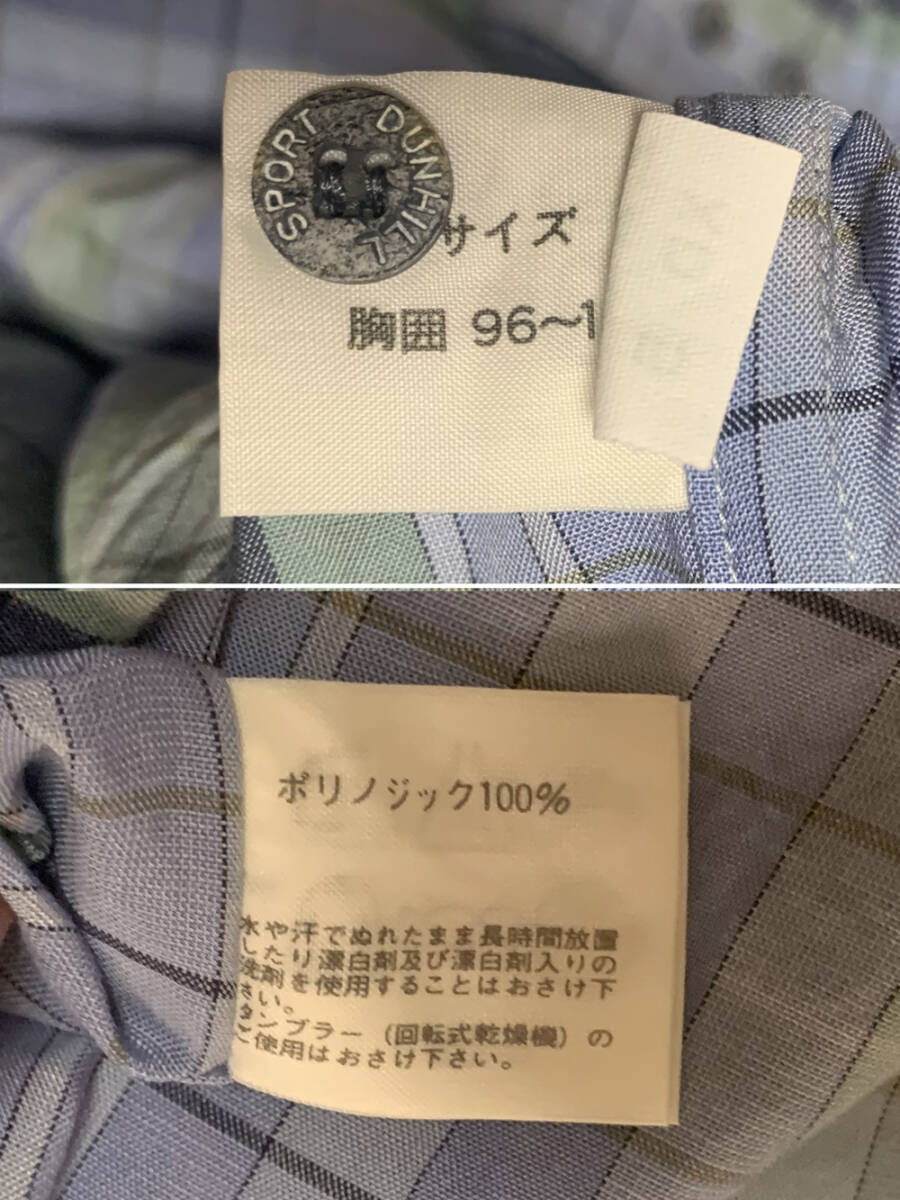 DUNHILL
SPORT
サイズ
胸囲 96〜1
ポリノジック100%
水や汗でぬれたまま長時間放置
したり漂白剤及び漂白剤入りの
洗剤を使用することはおさけ下
さい。
タンブラー(回転式乾燥機)の
ご使用はおさけ下さい。